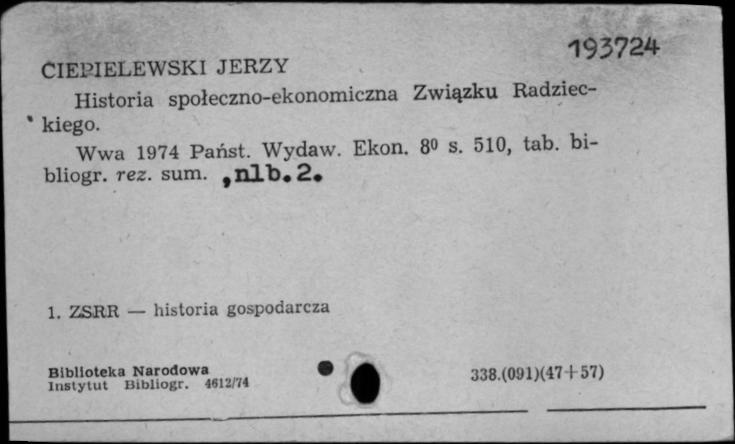 193724
CIEPIELEWSKI JERZY
Historia społeczno-ekonomiczna Związku Radziec-
kiego.
Wwa 1974 Państ. Wydaw. Ekon. 8⁰ s. 510, tab. bi-
bliogr. rez. sum. , nlb. 2.
1. ZSRR — historia gospodarcza
Biblioteka Narodowa
Instytut Bibliogr. 4612/74
338.(091)(47+57)